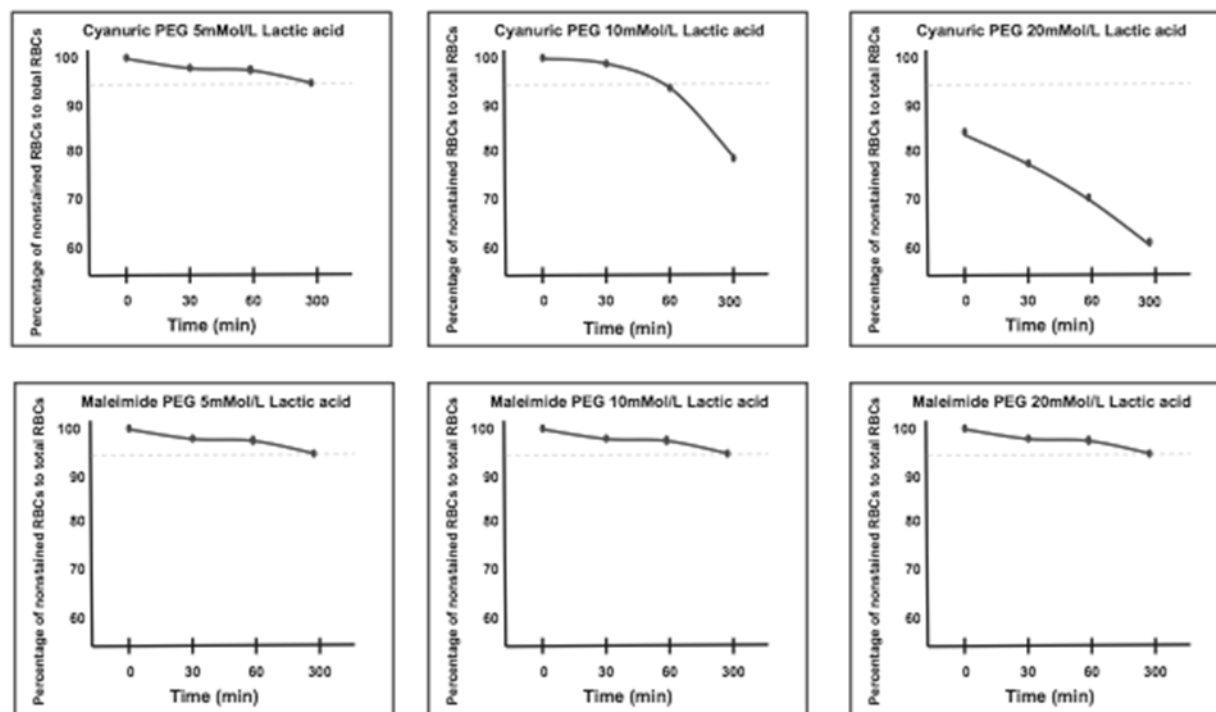 Cyanuric PEG 5mMol/L Lactic acid
Percentage of nonstained RBCs to total RBCs
100
90
80
70
60
0 30 60 300
Time (min)
Cyanuric PEG 10mMol/L Lactic acid
Percentage of nonstained RBCs to total RBCs
100
90
80
70
60
0 30 60 300
Time (min)
Cyanuric PEG 20mMol/L Lactic acid
Percentage of nonstained RBCs to total RBCs
100
90
80
70
60
0 30 60 300
Time (min)
Maleimide PEG 5mMol/L Lactic acid
Percentage of nonstained RBCs to total RBCs
100
90
80
70
60
0 30 60 300
Time (min)
Maleimide PEG 10mMol/L Lactic acid
Percentage of nonstained RBCs to total RBCs
100
90
80
70
60
0 30 60 300
Time (min)
Maleimide PEG 20mMol/L Lactic acid
Percentage of nonstained RBCs to total RBCs
100
90
80
70
60
0 30 60 300
Time (min)